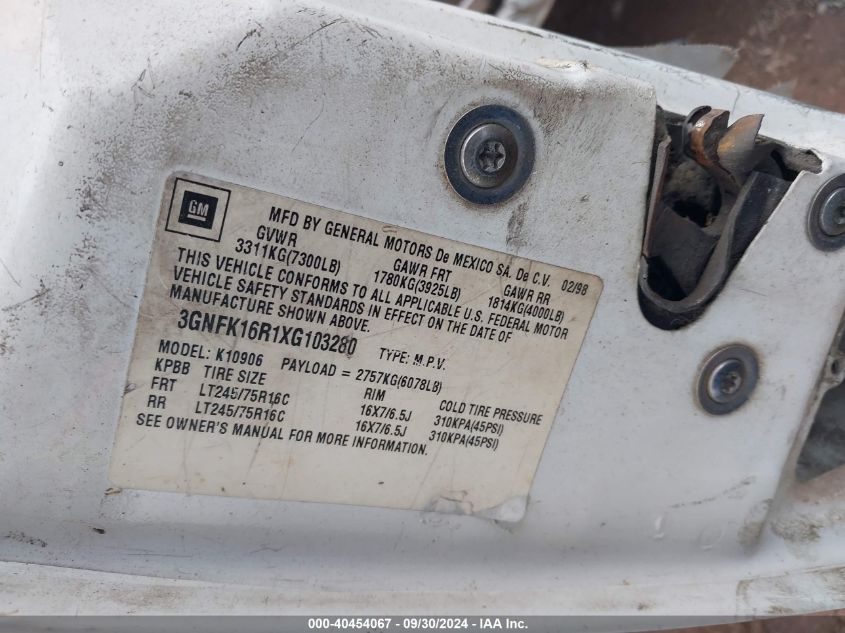 GM
MFD BY GENERAL MOTORS De MEXICO SA. De C.V. 02/98
GVWR GAWR FRT GAWR RR
3311KG(7300LB) 1780KG(3925LB) 1814KG(4000LB)
THIS VEHICLE CONFORMS TO ALL APPLICABLE U.S. FEDERAL MOTOR
VEHICLE SAFETY STANDARDS IN EFFECT ON THE DATE OF
MANUFACTURE SHOWN ABOVE.
3GNFK16R1XG103280 TYPE: M.P.V.
MODEL: K10906 PAYLOAD = 2757KG(6078LB)
KPBB TIRE SIZE RIM COLD TIRE PRESSURE
FRT LT245/75R16C 16X7/6.5J 310KPA(45PSI)
RR LT245/75R16C 16X7/6.5J 310KPA(45PSI)
SEE OWNER'S MANUAL FOR MORE INFORMATION.
000-40454067 / 09/30/2024 - IAA Inc.